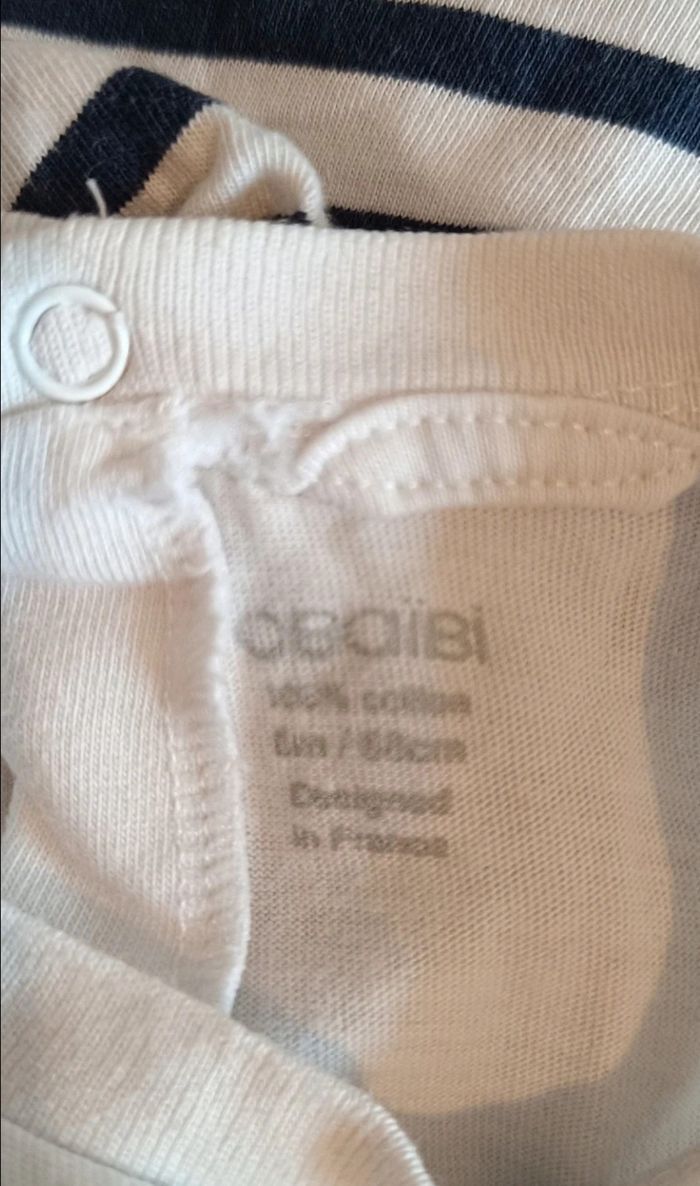 OBAÏBI
100% cotton
6m / 68cm
Designed
in France